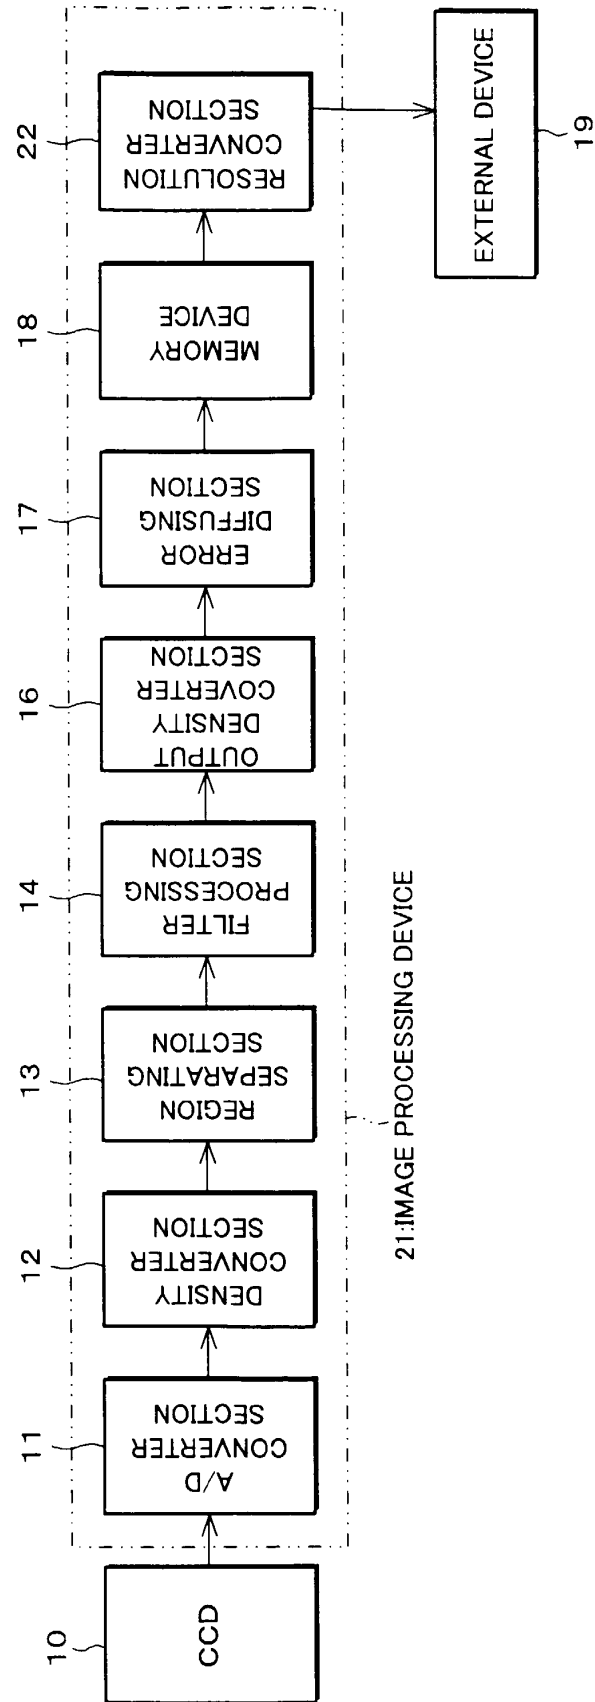 10
CCD
11
A/D
CONVERTER
SECTION
12
DENSITY
CONVERTER
SECTION
13
REGION
SEPARATING
SECTION
14
FILTER
PROCESSING
SECTION
16
OUTPUT
DENSITY
COVERTER
SECTION
17
ERROR
DIFFUSING
SECTION
18
MEMORY
DEVICE
22
RESOLUTION
CONVERTER
SECTION
21:IMAGE PROCESSING DEVICE
EXTERNAL DEVICE
19